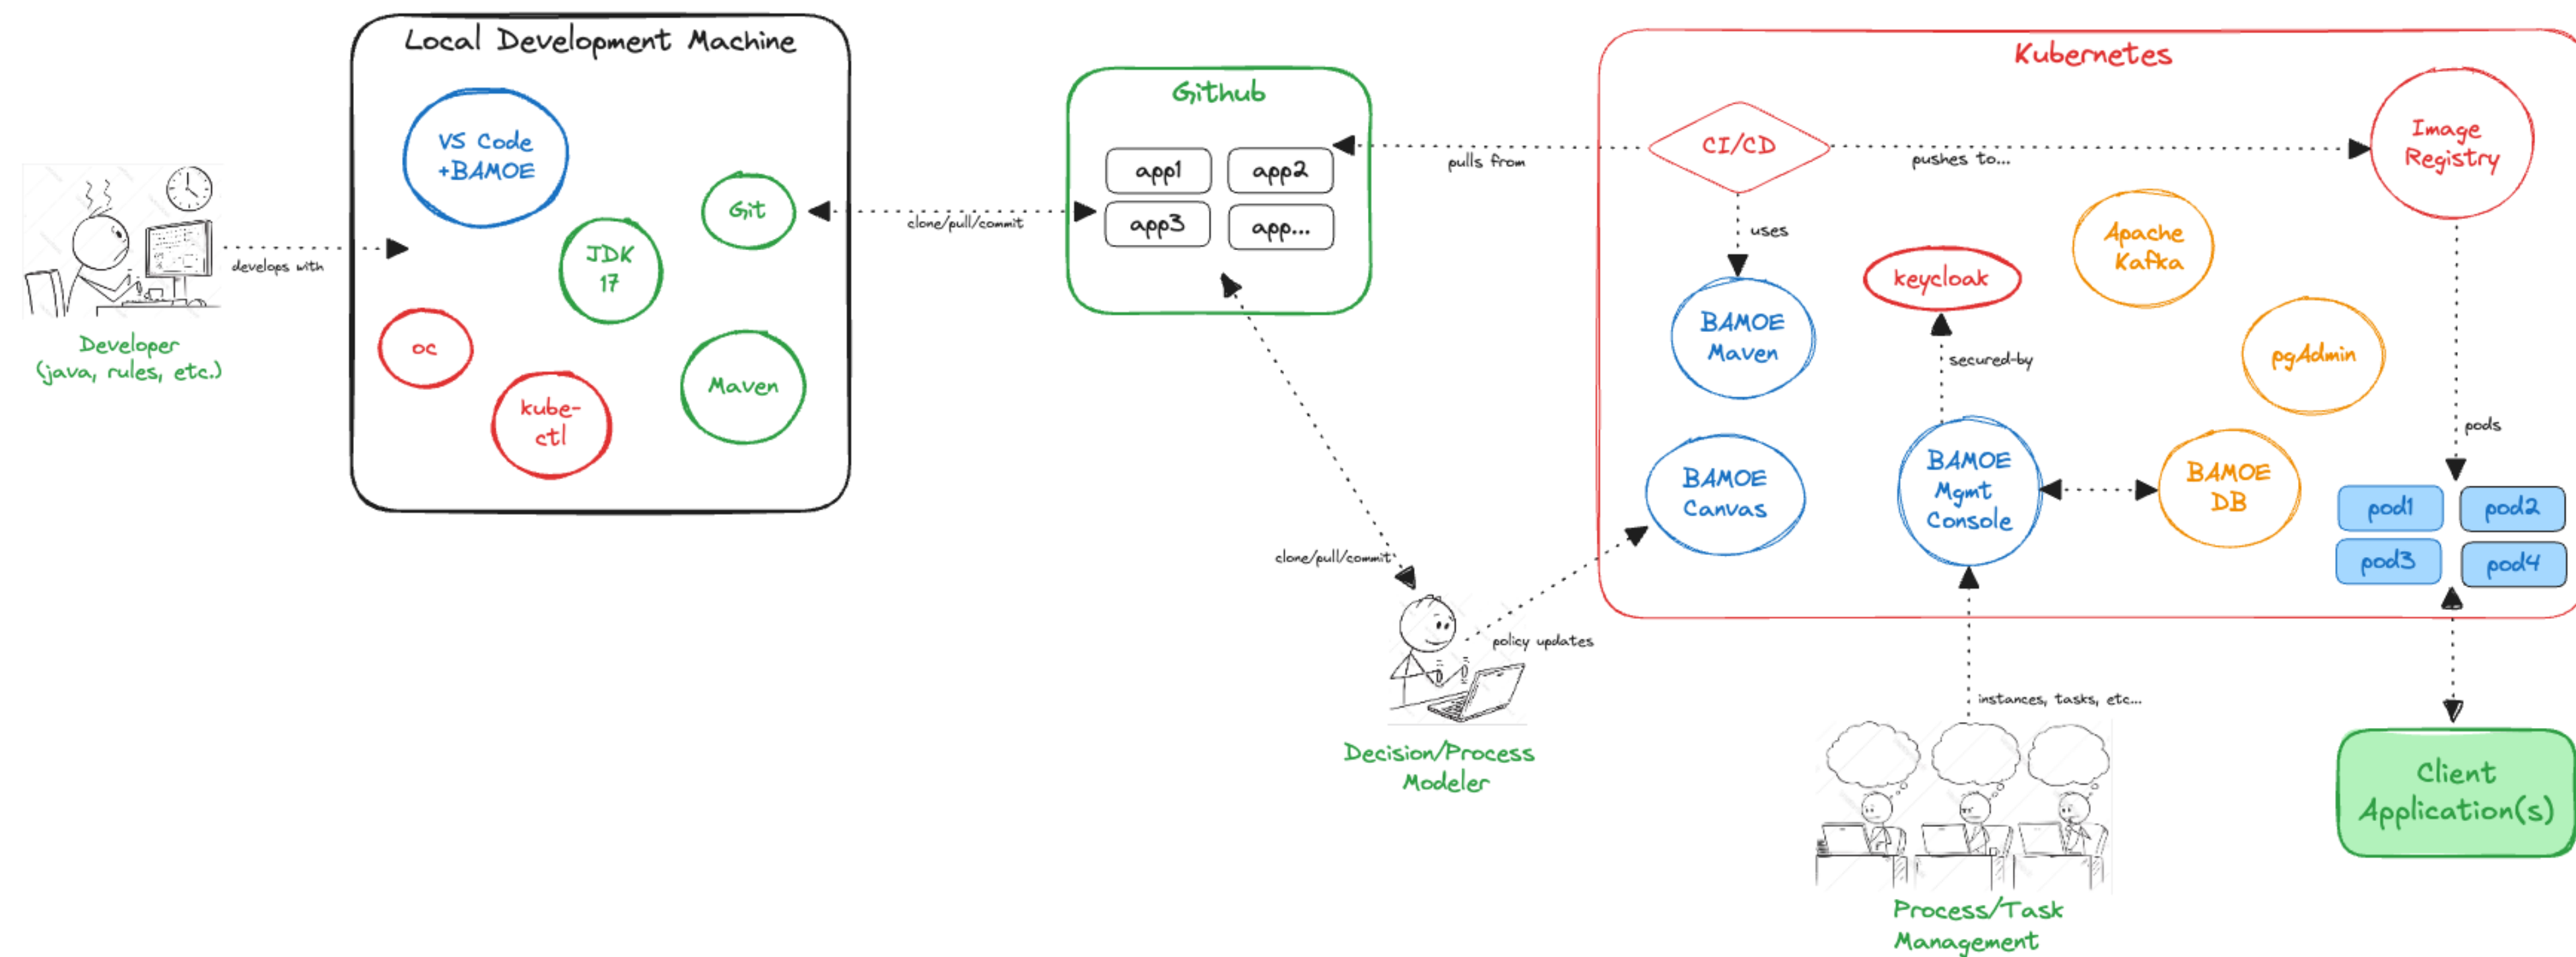 Local Development Machine
VS Code
+BAMOE
Git
JDK
17
oc
kube-
ctl
Maven
develops with
Developer
(java, rules, etc.)
clone/pull/commit
Github
app1
app2
app3
app...
pulls from
clone/pull/commit
Decision/Process
Modeler
policy updates
Kubernetes
CI/CD
pushes to...
Image
Registry
uses
BAMOE
Maven
keycloak
secured-by
Apache
Kafka
pgAdmin
BAMOE
Canvas
BAMOE
Mgmt
Console
BAMOE
DB
pods
pod1
pod2
pod3
pod4
instances, tasks, etc...
Process/Task
Management
Client
Application(s)